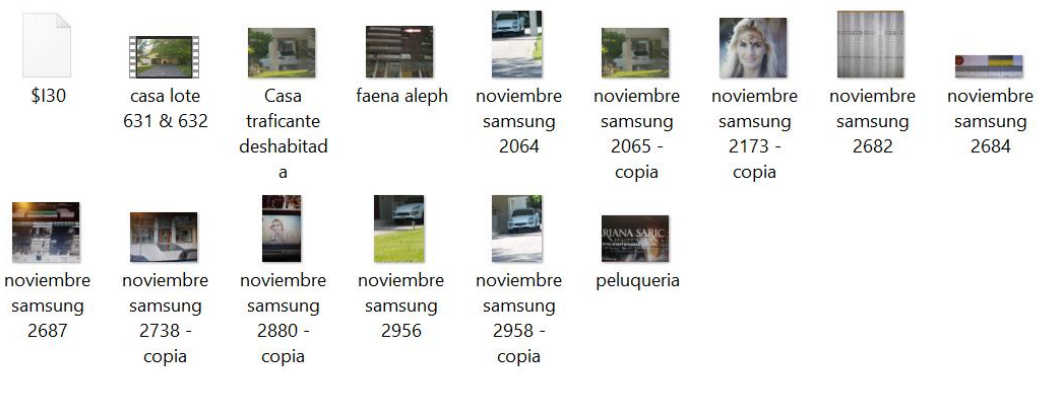 $I30
casa lote
631 & 632
Casa
traficante
deshabitad
a
faena aleph
noviembre
samsung
2064
noviembre
samsung
2065 -
copia
noviembre
samsung
2173 -
copia
noviembre
samsung
2682
noviembre
samsung
2684
noviembre
samsung
2687
noviembre
samsung
2738 -
copia
noviembre
samsung
2880 -
copia
noviembre
samsung
2956
noviembre
samsung
2958 -
copia
RJANA SARIC
peluqueria